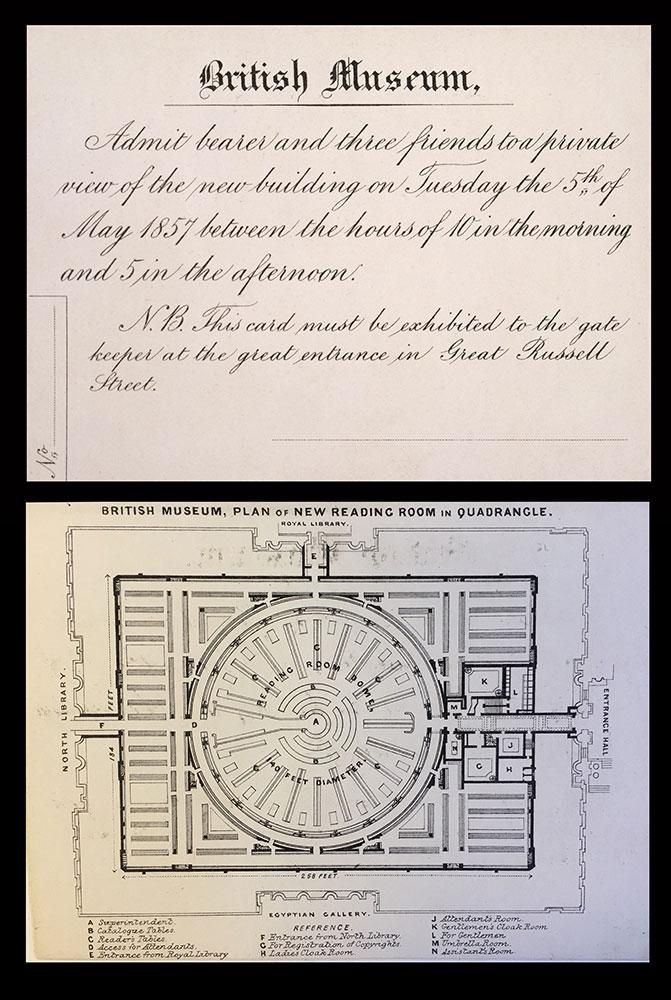 British Museum,
Admit bearer and three friends to a private
view of the new building on Tuesday the 5th of
May 1857 between the hours of 10 in the morning
and 5 in the afternoon.
N.B. This card must be exhibited to the gate
keeper at the great entrance in Great Russell
Street.
No
BRITISH MUSEUM, PLAN OF NEW READING ROOM IN QUADRANGLE.
ROYAL LIBRARY.
E
NORTH LIBRARY.
F
184 FEET
D
READING ROOM DOME
140 FEET DIAMETER
C
C
C
C
C
C
B
A
B
K
L
M
N
J
G
H
ENTRANCE HALL
258 FEET
EGYPTIAN GALLERY.
A Superintendent.
B Catalogue Tables.
C Readers Tables.
D Access for Attendants.
E Entrance from Royal Library
REFERENCE.
F Entrance from North Library.
G For Registration of Copyrights.
H Ladies Cloak Room
J Attendants Room.
K Gentlemen's Cloak Room
L For Gentlemen
M Umbrella Room.
N Assistants Room